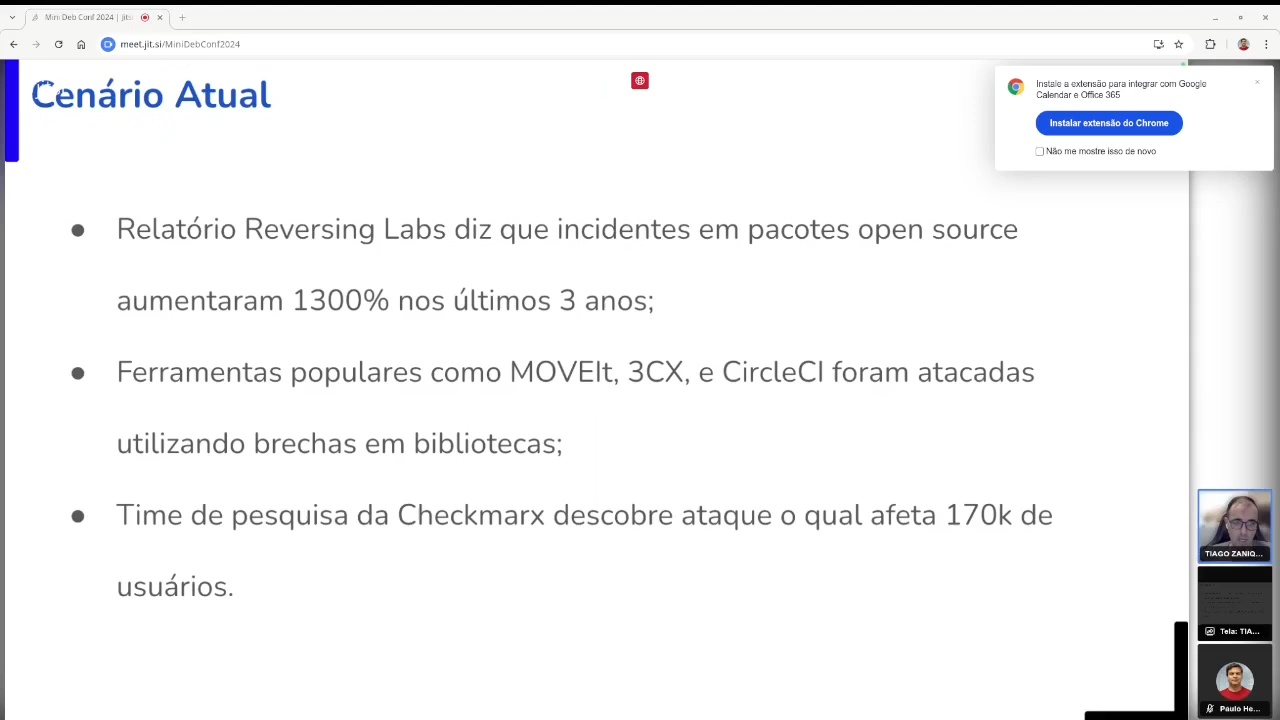 Mini Deb Conf 2024 | Jits
meet.jit.si/MiniDebConf2024
Cenário Atual
Instale a extensão para integrar com Google
Calendar e Office 365
Instalar extensão do Chrome
Não me mostre isso de novo
● Relatório Reversing Labs diz que incidentes em pacotes open source
aumentaram 1300% nos últimos 3 anos;
● Ferramentas populares como MOVEIt, 3CX, e CircleCI foram atacadas
utilizando brechas em bibliotecas;
● Time de pesquisa da Checkmarx descobre ataque o qual afeta 170k de
usuários.
TIAGO ZANIQ...
Tela: TIA...
Paulo He...